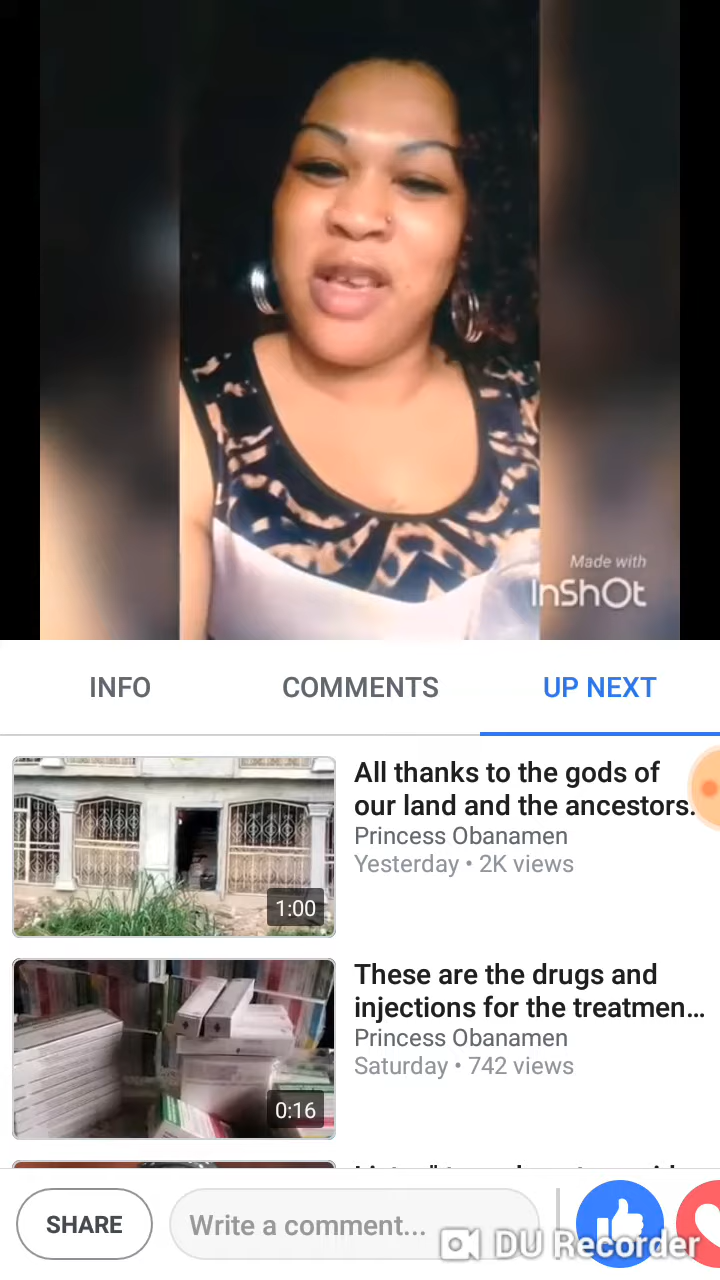 Made with
InShOt
INFO COMMENTS UP NEXT
All thanks to the gods of
our land and the ancestors.
Princess Obanamen
Yesterday • 2K views
1:00
These are the drugs and
injections for the treatmen...
Princess Obanamen
Saturday • 742 views
0:16
SHARE Write a comment...
DU Recorder